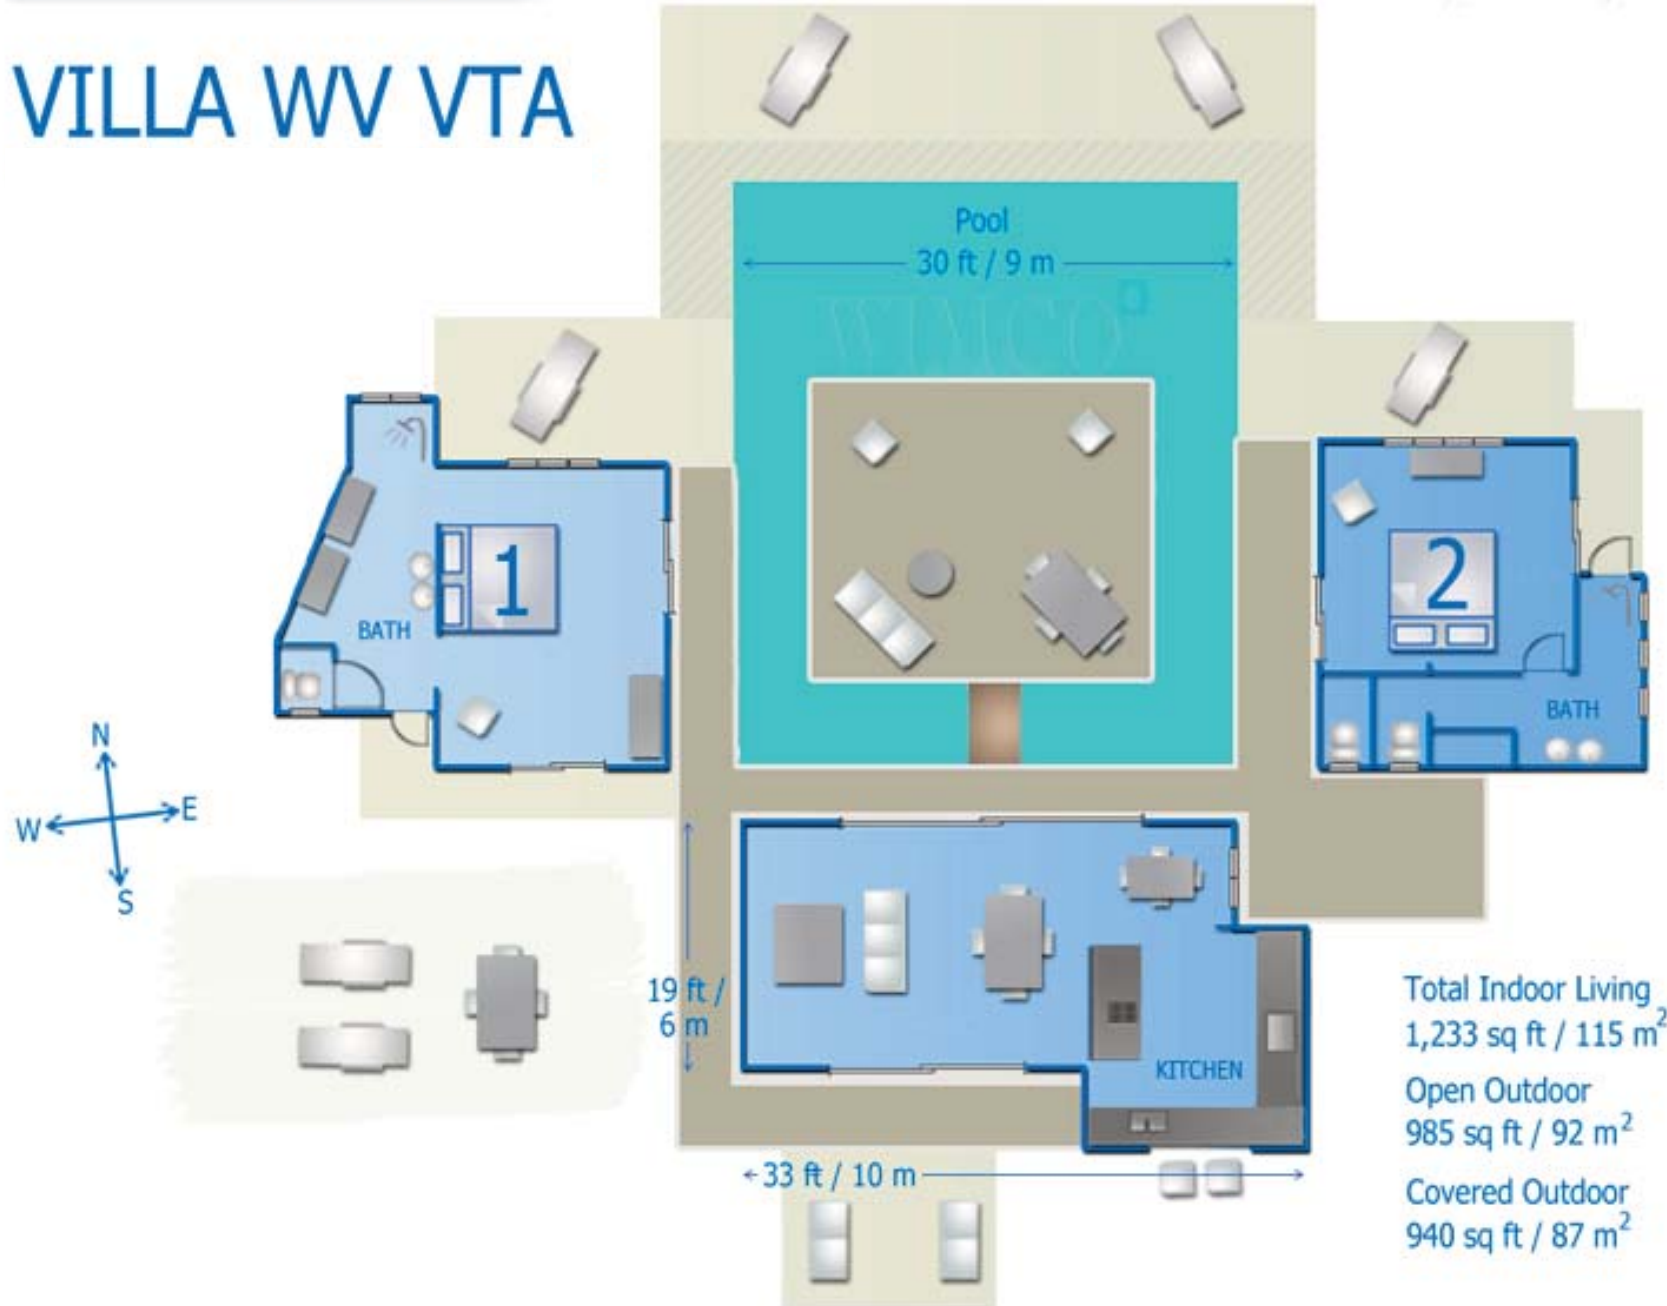 VILLA WV VTA
Pool
30 ft / 9 m
WIMCO
1
BATH
2
BATH
N
W
E
S
19 ft /
6 m
KITCHEN
33 ft / 10 m
Total Indoor Living
1,233 sq ft / 115 m²
Open Outdoor
985 sq ft / 92 m²
Covered Outdoor
940 sq ft / 87 m²